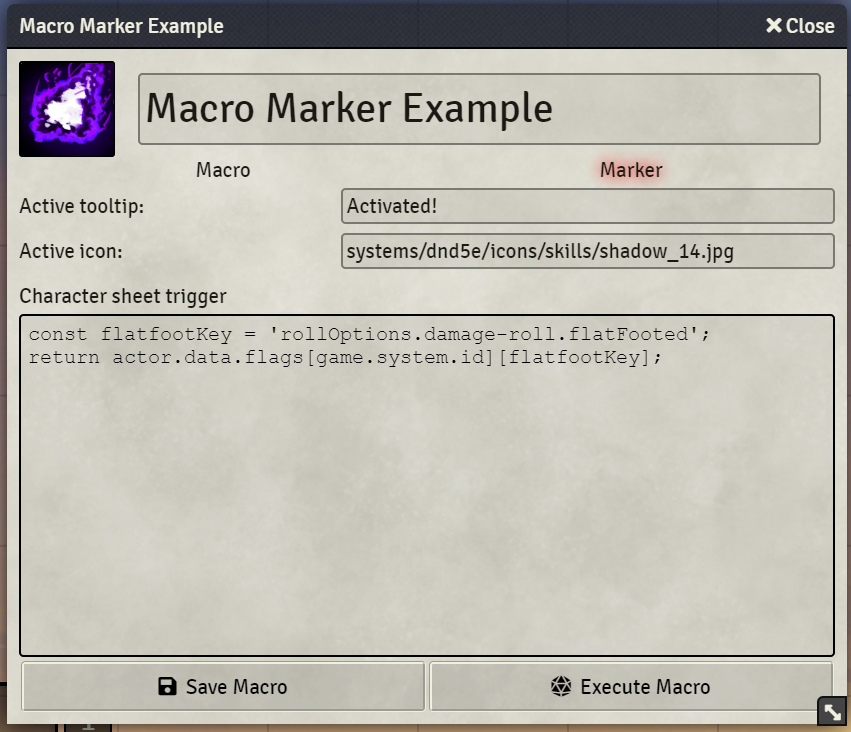 Macro Marker Example
Close
Macro Marker Example
Macro
Marker
Active tooltip:
Activated!
Active icon:
systems/dnd5e/icons/skills/shadow_14.jpg
Character sheet trigger
const flatfootKey = 'rollOptions.damage-roll.flatFooted';
return actor.data.flags[game.system.id][flatfootKey];
Save Macro
Execute Macro
1